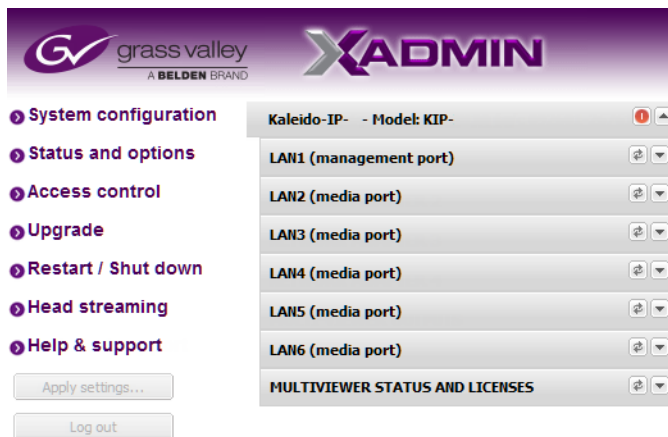 GV grass valley
A BELDEN BRAND
XADMIN
System configuration
Status and options
Access control
Upgrade
Restart / Shut down
Head streaming
Help & support
Apply settings...
Log out
Kaleido-IP- - Model: KIP-
LAN1 (management port)
LAN2 (media port)
LAN3 (media port)
LAN4 (media port)
LAN5 (media port)
LAN6 (media port)
MULTIVIEWER STATUS AND LICENSES